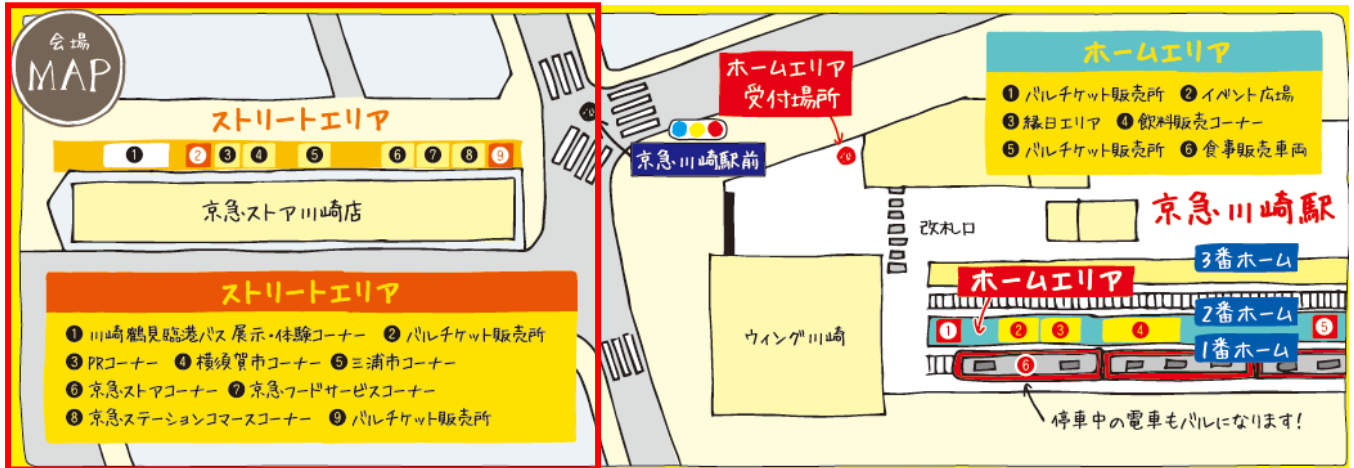 会場
MAP
ストリートエリア
1 2 3 4 5 6 7 8 9
京急ストア川崎店
ストリートエリア
1 川崎鶴見臨港バス 展示・体験コーナー 2 バルチケット販売所
3 PRコーナー 4 横須賀市コーナー 5 三浦市コーナー
6 京急ストアコーナー 7 京急フードサービスコーナー
8 京急ステーションコマースコーナー 9 バルチケット販売所
ホームエリア
受付場所
京急川崎駅前
ホームエリア
1 バルチケット販売所 2 イベント広場
3 縁日エリア 4 飲料販売コーナー
5 バルチケット販売所 6 食事販売車両
京急川崎駅
改札口
3番ホーム
ホームエリア
2番ホーム
1 2 3 4 5
1番ホーム
6
ウィング川崎
停車中の電車もバルになります!